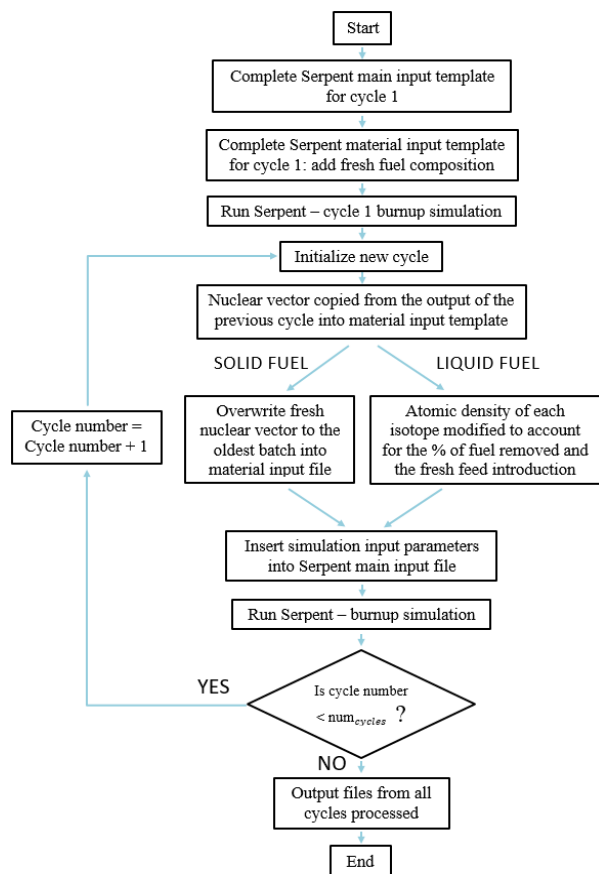 Start
Complete Serpent main input template
for cycle 1
Complete Serpent material input template
for cycle 1: add fresh fuel composition
Run Serpent – cycle 1 burnup simulation
Initialize new cycle
Nuclear vector copied from the output of the
previous cycle into material input template
SOLID FUEL
LIQUID FUEL
Cycle number =
Cycle number + 1
Overwrite fresh
nuclear vector to the
oldest batch into
material input file
Atomic density of each
isotope modified to account
for the % of fuel removed and
the fresh feed introduction
Insert simulation input parameters
into Serpent main input file
Run Serpent – burnup simulation
YES
Is cycle number
< num_cycles ?
NO
Output files from all
cycles processed
End